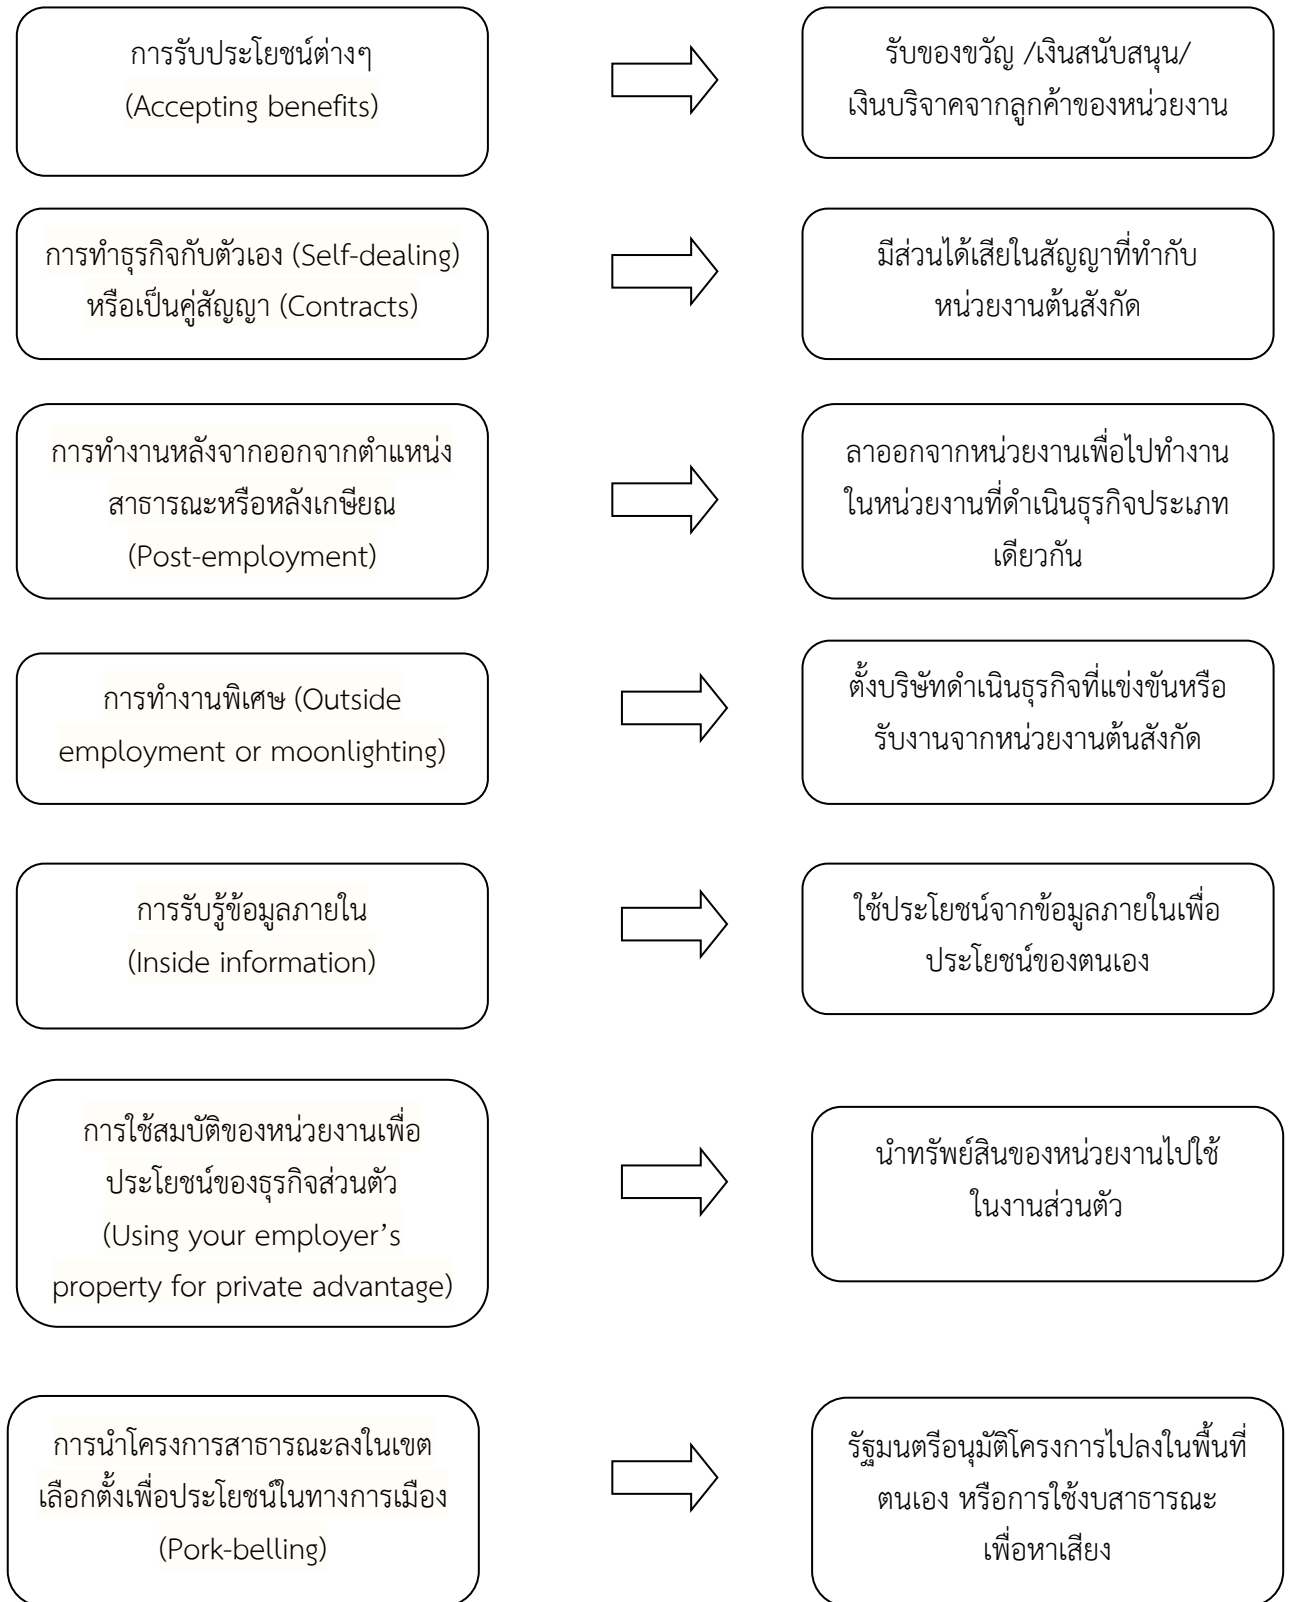 การรับประโยชน์ต่างๆ
(Accepting benefits)
รับของขวัญ /เงินสนับสนุน/
เงินบริจาคจากลูกค้าของหน่วยงาน
การทำธุรกิจกับตัวเอง (Self-dealing)
หรือเป็นคู่สัญญา (Contracts)
มีส่วนได้เสียในสัญญาที่ทำกับ
หน่วยงานต้นสังกัด
การทำงานหลังจากออกจากตำแหน่ง
สาธารณะหรือหลังเกษียณ
(Post-employment)
ลาออกจากหน่วยงานเพื่อไปทำงาน
ในหน่วยงานที่ดำเนินธุรกิจประเภท
เดียวกัน
การทำงานพิเศษ (Outside
employment or moonlighting)
ตั้งบริษัทดำเนินธุรกิจที่แข่งขันหรือ
รับงานจากหน่วยงานต้นสังกัด
การรับรู้ข้อมูลภายใน
(Inside information)
ใช้ประโยชน์จากข้อมูลภายในเพื่อ
ประโยชน์ของตนเอง
การใช้สมบัติของหน่วยงานเพื่อ
ประโยชน์ของธุรกิจส่วนตัว
(Using your employer’s
property for private advantage)
นำทรัพย์สินของหน่วยงานไปใช้
ในงานส่วนตัว
การนำโครงการสาธารณะลงในเขต
เลือกตั้งเพื่อประโยชน์ในทางการเมือง
(Pork-belling)
รัฐมนตรีอนุมัติโครงการไปลงในพื้นที่
ตนเอง หรือการใช้งบสาธารณะ
เพื่อหาเสียง